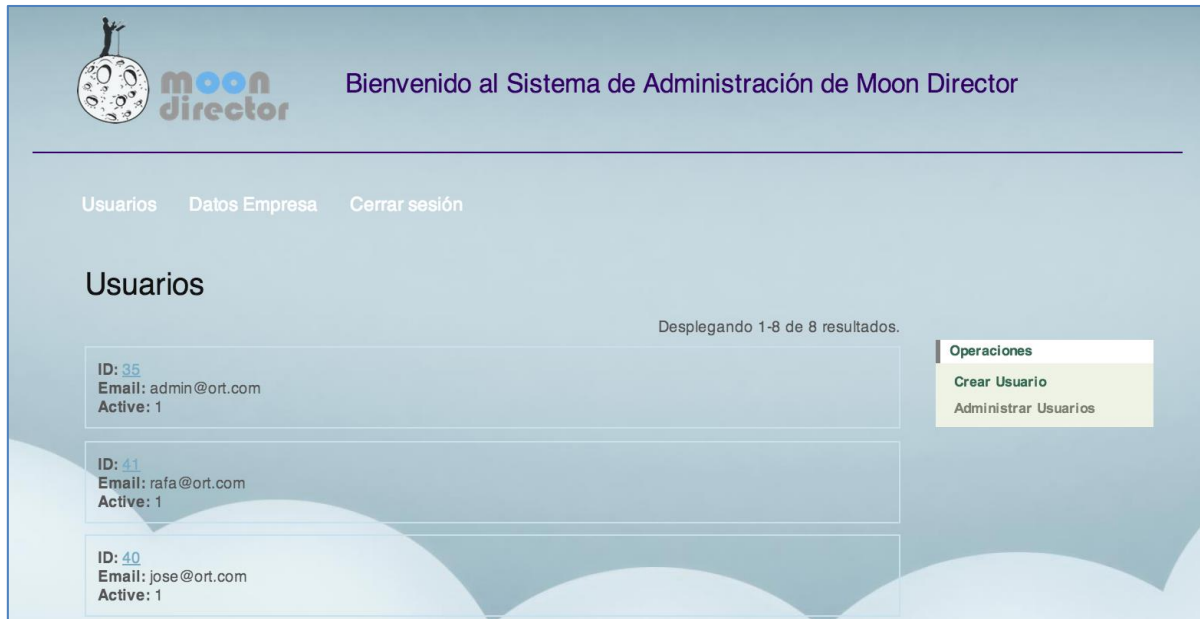 moon
director
Bienvenido al Sistema de Administración de Moon Director
Usuarios Datos Empresa Cerrar sesión
Usuarios
Desplegando 1-8 de 8 resultados.
ID: 35
Email: admin@ort.com
Active: 1
ID: 41
Email: rafa@ort.com
Active: 1
ID: 40
Email: jose@ort.com
Active: 1
Operaciones
Crear Usuario
Administrar Usuarios